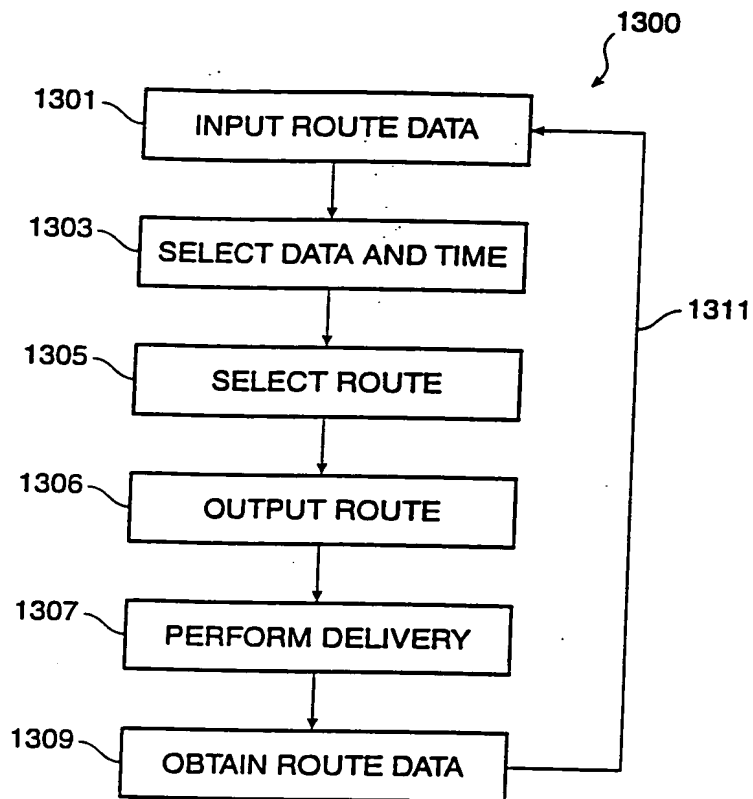 1300
1301
INPUT ROUTE DATA
1303
SELECT DATA AND TIME
1311
1305
SELECT ROUTE
1306
OUTPUT ROUTE
1307
PERFORM DELIVERY
1309
OBTAIN ROUTE DATA